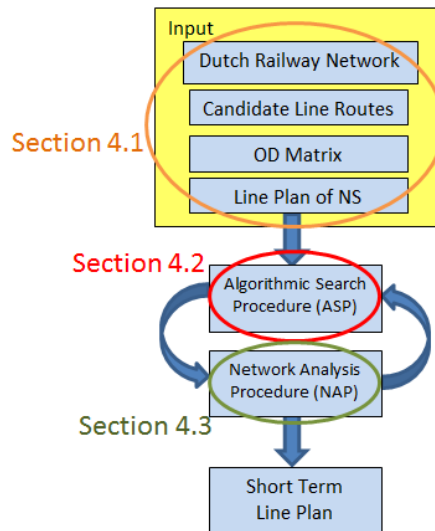 Input
Dutch Railway Network
Candidate Line Routes
Section 4.1
OD Matrix
Line Plan of NS
Section 4.2
Algorithmic Search
Procedure (ASP)
Network Analysis
Procedure (NAP)
Section 4.3
Short Term
Line Plan